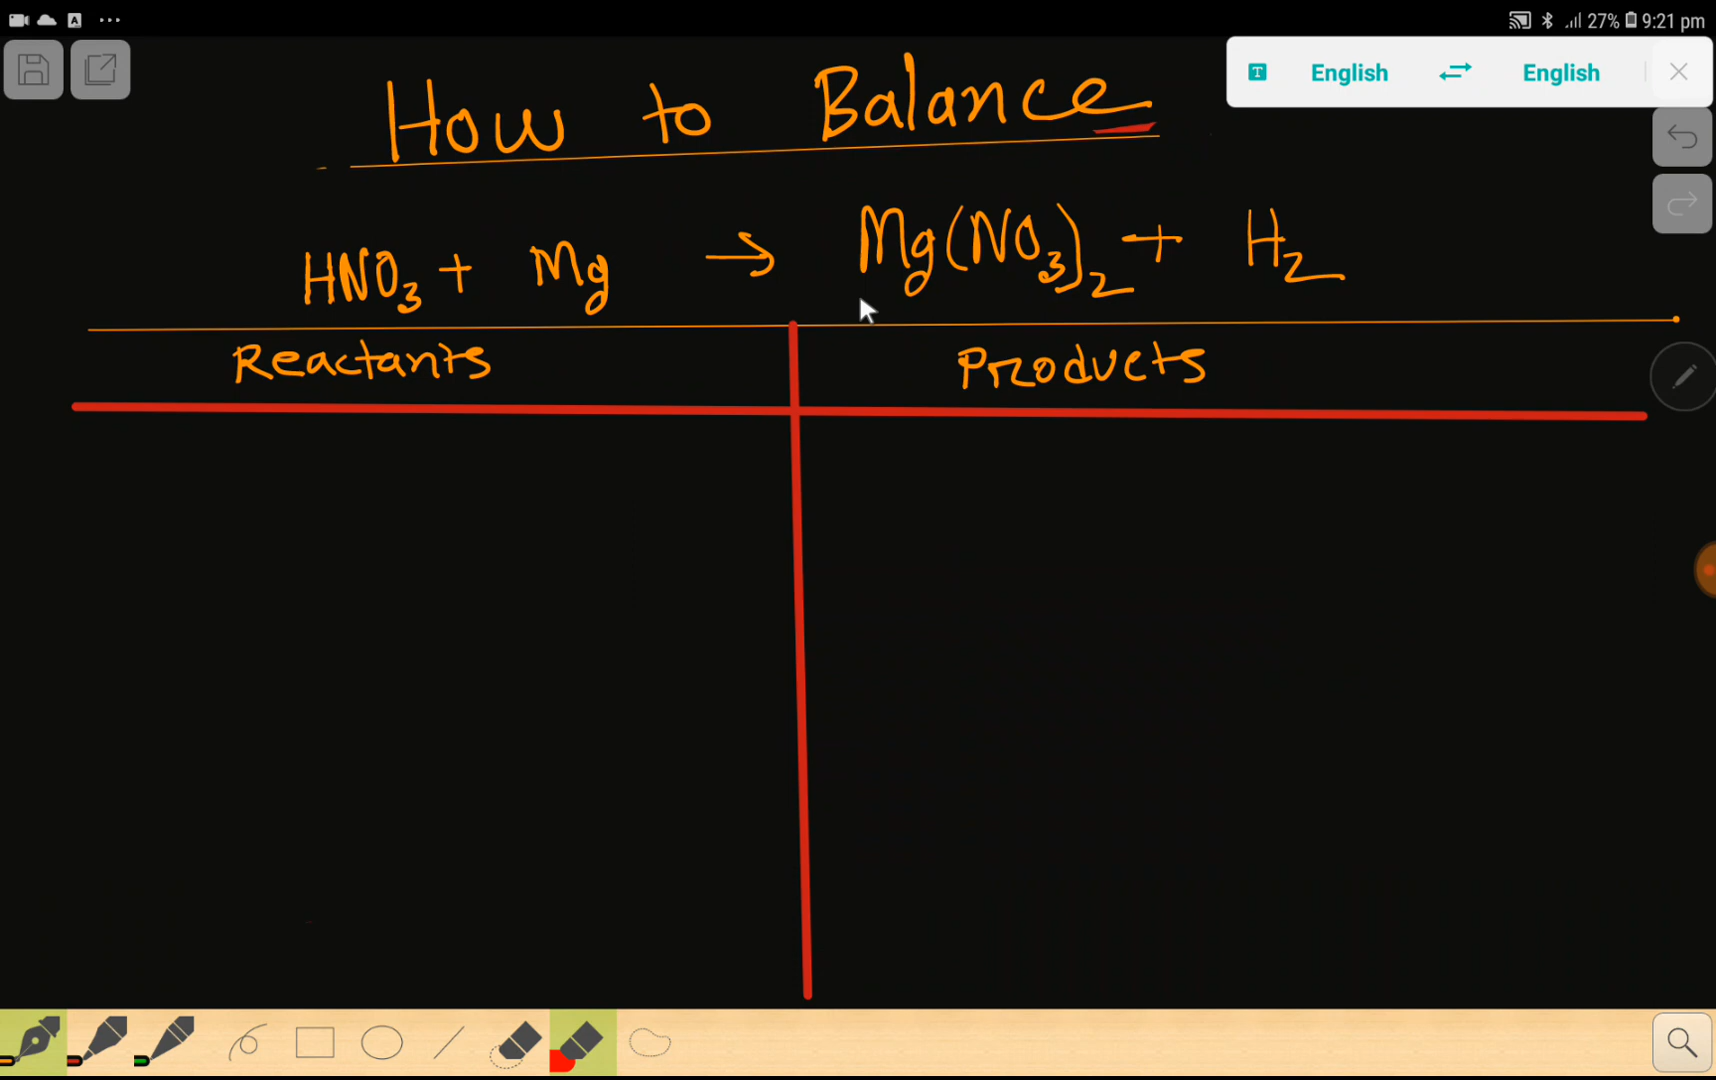 A ... 27% 9:21 pm
T English English
How to Balance
HNO₃ + Mg → Mg(NO₃)₂ + H₂
Reactants Products